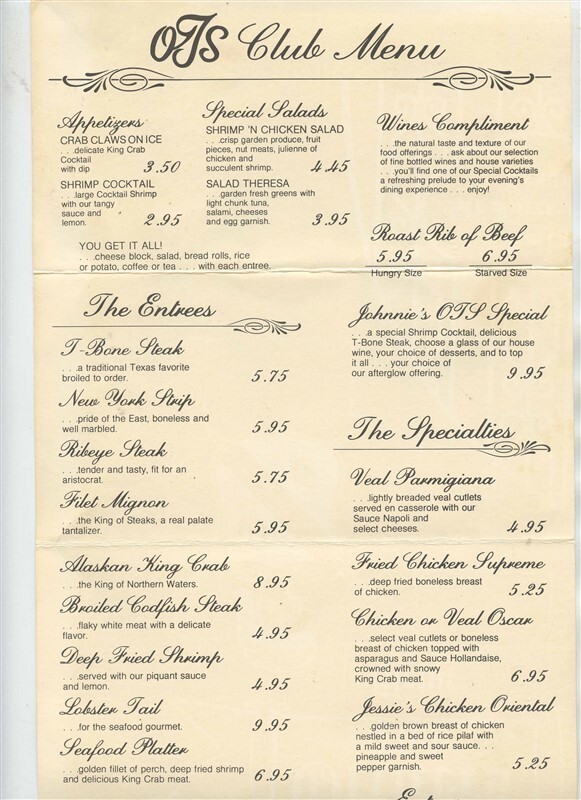 OTS Club Menu
Appetizers
CRAB CLAWS ON ICE
. . .delicate King Crab
Cocktail
with dip 3.50
SHRIMP COCKTAIL
. . .large Cocktail Shrimp
with our tangy
sauce and
lemon. 2.95
Special Salads
SHRIMP 'N CHICKEN SALAD
. . .crisp garden produce, fruit
pieces, nut meats, julienne of
chicken and
succulent shrimp. 4.45
SALAD THERESA
. . .garden fresh greens with
light chunk tuna,
salami, cheeses
and egg garnish. 3.95
YOU GET IT ALL!
. . .cheese block, salad, bread rolls, rice
or potato, coffee or tea . . . with each entree.
Wines Compliment
. . .the natural taste and texture of our
food offerings . . . ask about our selection
of fine bottled wines and house varieties
. . .you'll find one of our Special Cocktails
a refreshing prelude to your evening's
dining experience . . . enjoy!
Roast Rib of Beef
5.95 6.95
Hungry Size Starved Size
The Entrees
T-Bone Steak
. . .a traditional Texas favorite
broiled to order. 5.75
New York Strip
. . .pride of the East, boneless and
well marbled. 5.95
Ribeye Steak
. . .tender and tasty, fit for an
aristocrat. 5.75
Filet Mignon
. . .the King of Steaks, a real palate
tantalizer. 5.95
Alaskan King Crab
. . .the King of Northern Waters. 8.95
Broiled Codfish Steak
. . .flaky white meat with a delicate
flavor. 4.95
Deep Fried Shrimp
. . .served with our piquant sauce
and lemon. 4.95
Lobster Tail
. . .for the seafood gourmet. 9.95
Seafood Platter
. . .golden fillet of perch, deep fried shrimp
and delicious King Crab meat. 6.95
Johnnie's OTS Special
. . .a special Shrimp Cocktail, delicious
T-Bone Steak, choose a glass of our house
wine, your choice of desserts, and to top
it all . . . your choice of
our afterglow offering. 9.95
The Specialties
Veal Parmigiana
. . .lightly breaded veal cutlets
served en casserole with our
Sauce Napoli and
select cheeses. 4.95
Fried Chicken Supreme
. . .deep fried boneless breast
of chicken. 5.25
Chicken or Veal Oscar
. . .select veal cutlets or boneless
breast of chicken topped with
asparagus and Sauce Hollandaise,
crowned with snowy
King Crab meat. 6.95
Jessie's Chicken Oriental
. . .golden brown breast of chicken
nestled in a bed of rice pilaf with
a mild sweet and sour sauce. . .
pineapple and sweet
pepper garnish. 5.25